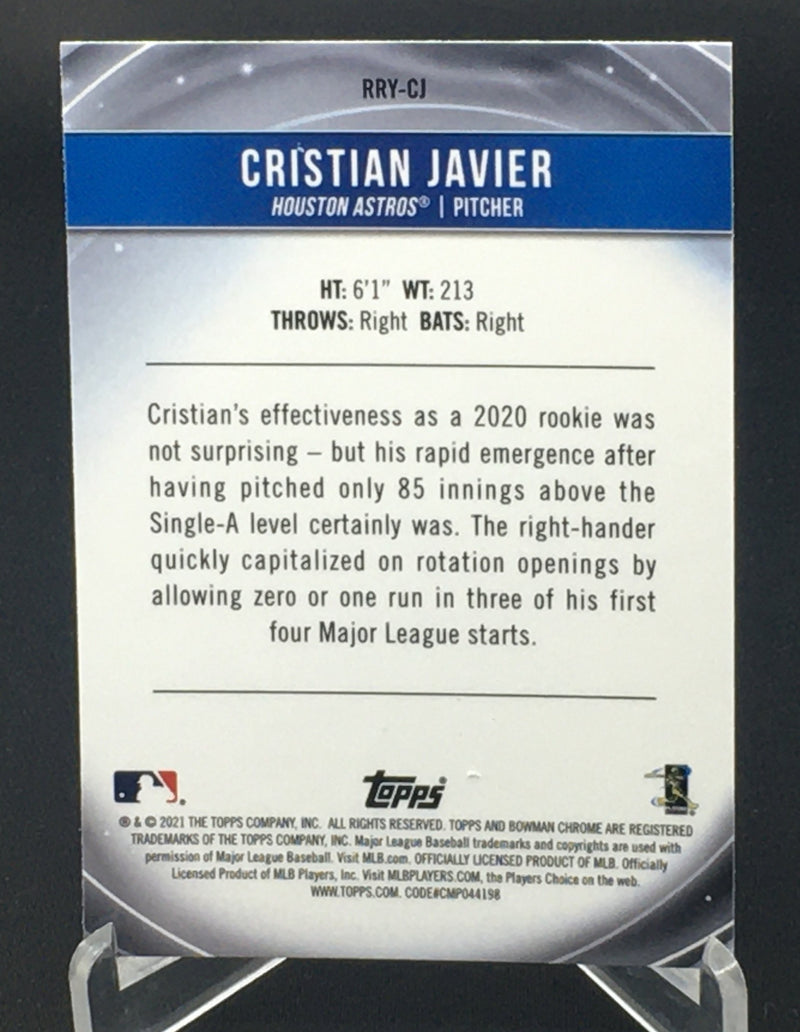 RRY-CJ
CRISTIAN JAVIER
HOUSTON ASTROS® | PITCHER
HT: 6'1" WT: 213
THROWS: Right BATS: Right
Cristian's effectiveness as a 2020 rookie was
not surprising – but his rapid emergence after
having pitched only 85 innings above the
Single-A level certainly was. The right-hander
quickly capitalized on rotation openings by
allowing zero or one run in three of his first
four Major League starts.
Topps
® & © 2021 THE TOPPS COMPANY, INC. ALL RIGHTS RESERVED. TOPPS AND BOWMAN CHROME ARE REGISTERED
TRADEMARKS OF THE TOPPS COMPANY, INC. Major League Baseball trademarks and copyrights are used with
permission of Major League Baseball. Visit MLB.com. OFFICIALLY LICENSED PRODUCT OF MLB. Officially
Licensed Product of MLB Players, Inc. Visit MLBPLAYERS.COM, the Players Choice on the web.
WWW.TOPPS.COM. CODE#CMP044198